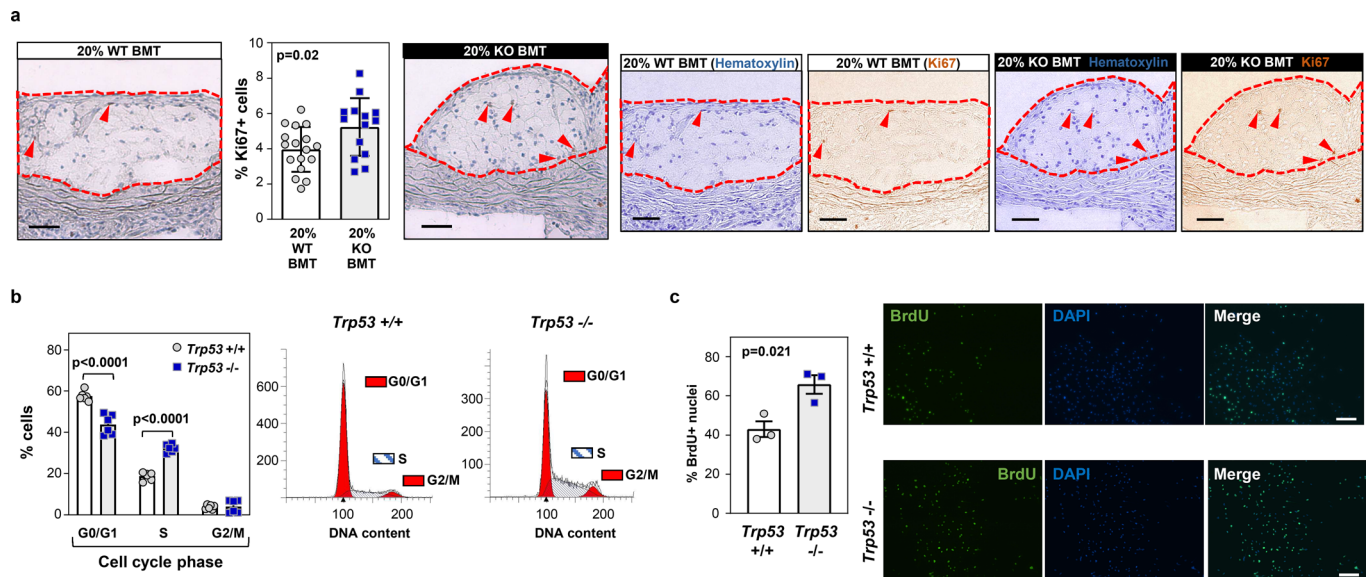 a
20% WT BMT
10
8
6
4
2
0
% Ki67+ cells
p=0.02
20%
WT
BMT
20%
KO
BMT
20% KO BMT
20% WT BMT (Hematoxylin)
20% WT BMT (Ki67)
20% KO BMT Hematoxylin
20% KO BMT Ki67
b
% cells
60
40
20
0
Trp53 +/+
Trp53 -/-
p<0.0001
p<0.0001
G0/G1 S G2/M
Cell cycle phase
Trp53 +/+
600
400
200
0
G0/G1
S
G2/M
100 200
DNA content
Trp53 -/-
400
300
200
100
0
G0/G1
S
G2/M
100 200
DNA content
c
% BrdU+ nuclei
80
60
40
20
0
p=0.021
Trp53
+/+
Trp53
-/-
Trp53 +/+
BrdU
DAPI
Merge
Trp53 -/-
BrdU
DAPI
Merge